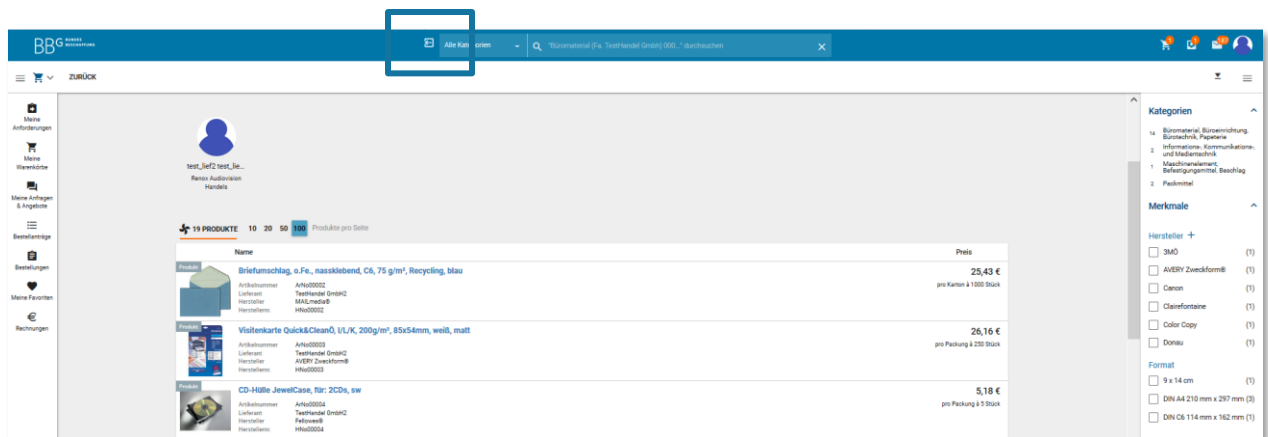 BBG BUNDES BESCHAFFUNG
Alle Kategorien
"Büromaterial (Fa. TestHandel Gmbh) 000..." durchsuchen
187
ZURÜCK
Meine
Anforderungen
Meine
Warenkörbe
Meine Anfragen
& Angebote
Bestellanträge
Bestellungen
Meine Favoriten
Rechnungen
test_lief2 test_lie...
Renox Audiovision
Handels
19 PRODUKTE 10 20 50 100 Produkte pro Seite
Name Preis
Produkt
Briefumschlag, o.Fe., nassklebend, C6, 75 g/m², Recycling, blau 25,43 €
Artikelnummer ArNo00002 pro Karton à 1000 Stück
Lieferant TestHandel GmbH2
Hersteller MAILmedia®
Herstellernr. HNo00002
Produkt
Visitenkarte Quick&CleanÖ, I/L/K, 200g/m², 85x54mm, weiß, matt 26,16 €
Artikelnummer ArNo00003 pro Packung à 250 Stück
Lieferant TestHandel GmbH2
Hersteller AVERY Zweckform®
Herstellernr. HNo00003
Produkt
CD-Hülle JewelCase, für: 2CDs, sw 5,18 €
Artikelnummer ArNo00004 pro Packung à 5 Stück
Lieferant TestHandel GmbH2
Hersteller Fellowes®
Herstellernr. HNo00004
Kategorien
14 Büromaterial, Büroeinrichtung,
Bürotechnik, Papeterie
2 Informations-, Kommunikations-,
und Medientechnik
1 Maschinenelement,
Befestigungsmittel, Beschlag
2 Packmittel
Merkmale
Hersteller +
3MÖ (1)
AVERY Zweckform® (1)
Canon (1)
Clairefontaine (1)
Color Copy (1)
Donau (1)
Format
9 x 14 cm (1)
DIN A4 210 mm x 297 mm (3)
DIN C6 114 mm x 162 mm (1)